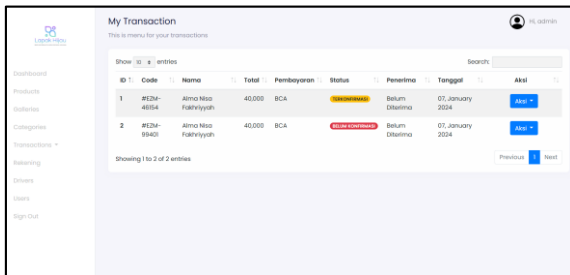 Lapak Hijau
Dashboard
Products
Galleries
Categories
Transactions
Rekening
Drivers
Users
Sign Out
My Transaction
This is menu for your transactions
Hi, admin
Show 10 entries
Search:
ID Code Nama Total Pembayaran Status Penerima Tanggal Aksi
1 #EZM- Alma Nisa 40,000 BCA TERKONFIRMASI Belum 07, January Aksi
46154 Fakhriyyah Diterima 2024
2 #EZM- Alma Nisa 40,000 BCA BELUM KONFIRMASI Belum 07, January Aksi
99401 Fakhriyyah Diterima 2024
Showing 1 to 2 of 2 entries
Previous 1 Next